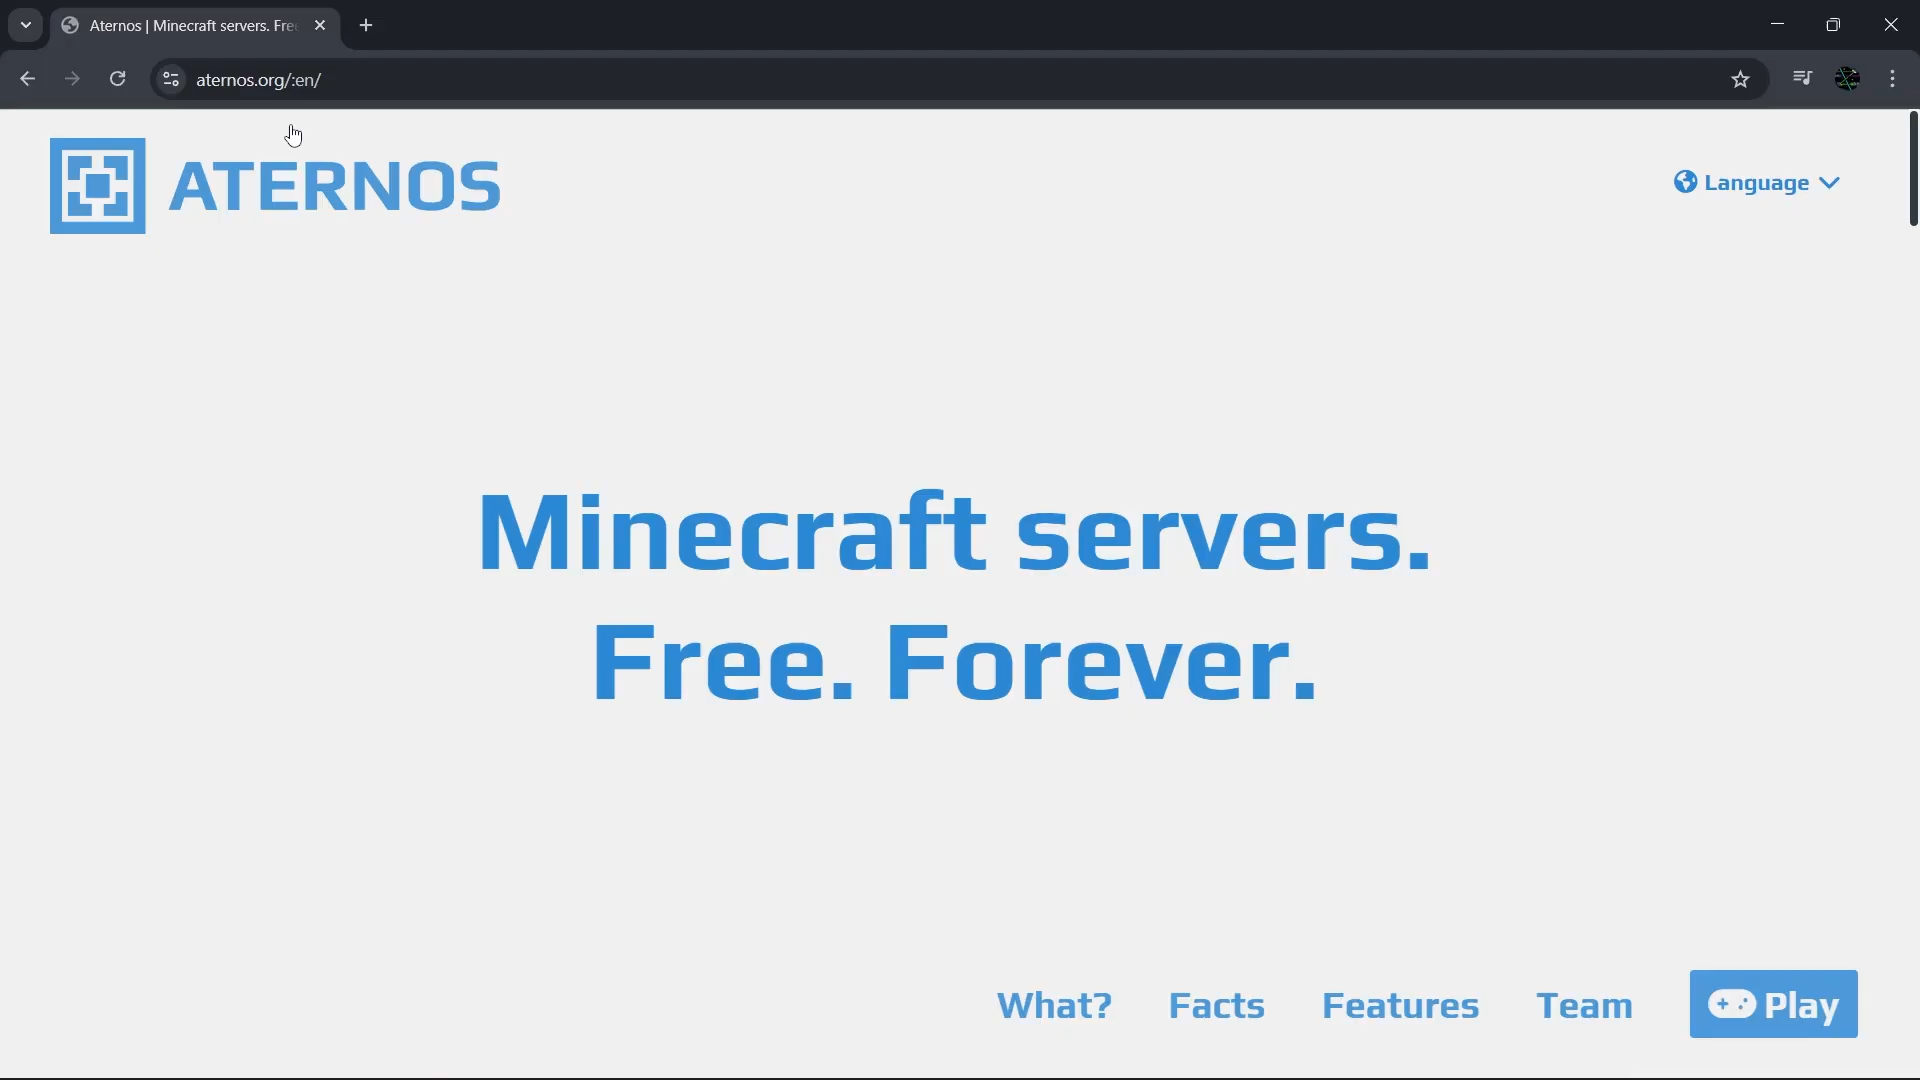 Aternos | Minecraft servers. Fre
aternos.org/:en/
ATERNOS
Language
Minecraft servers.
Free. Forever.
What? Facts Features Team Play